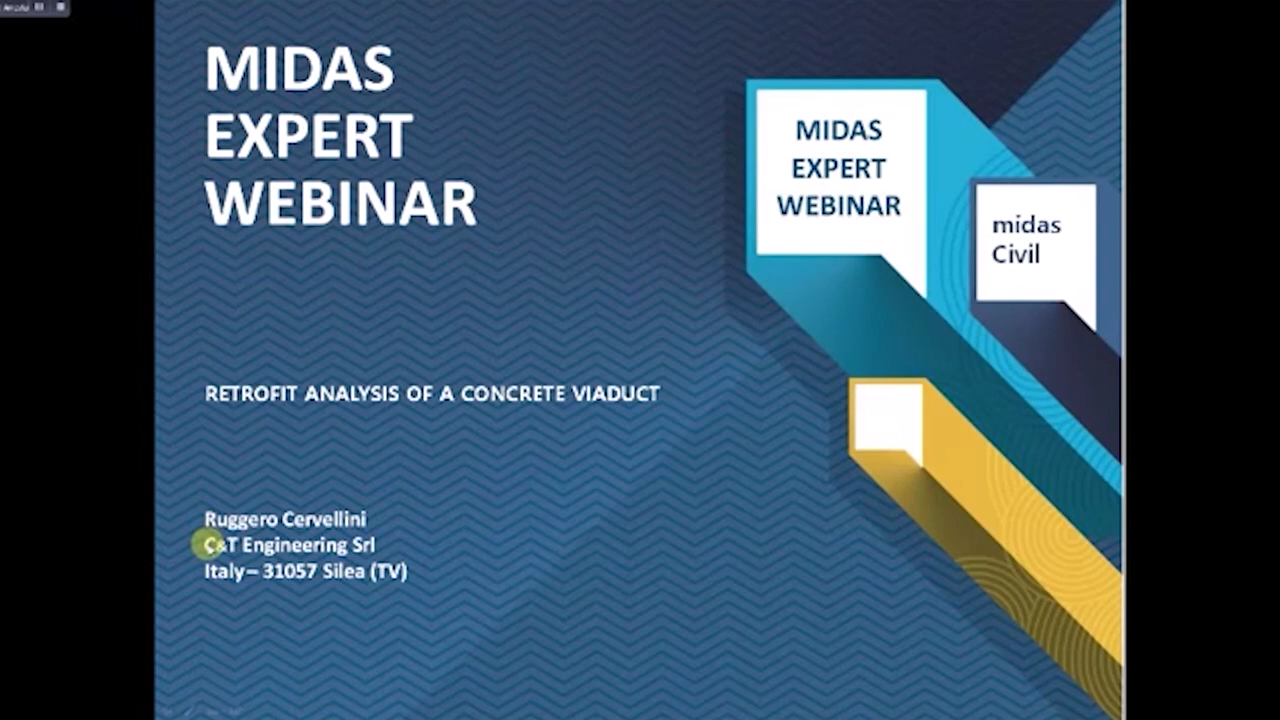 MIDAS
EXPERT
WEBINAR
MIDAS
EXPERT
WEBINAR
midas
Civil
RETROFIT ANALYSIS OF A CONCRETE VIADUCT
Ruggero Cervellini
C&T Engineering Srl
Italy – 31057 Silea (TV)